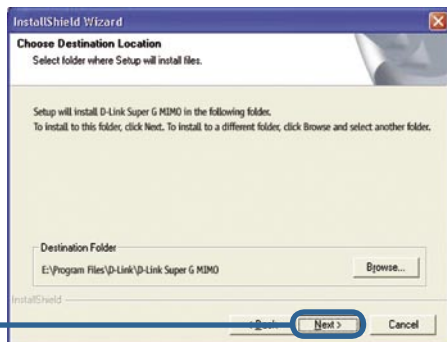 InstallShield Wizard
Choose Destination Location
Select folder where Setup will install files.
Setup will install D-Link Super G MIMO in the following folder.
To install to this folder, click Next. To install to a different folder, click Browse and select another folder.
Destination Folder
E:\Program Files\D-Link\D-Link Super G MIMO
Browse...
InstallShield
< Back
Next >
Cancel